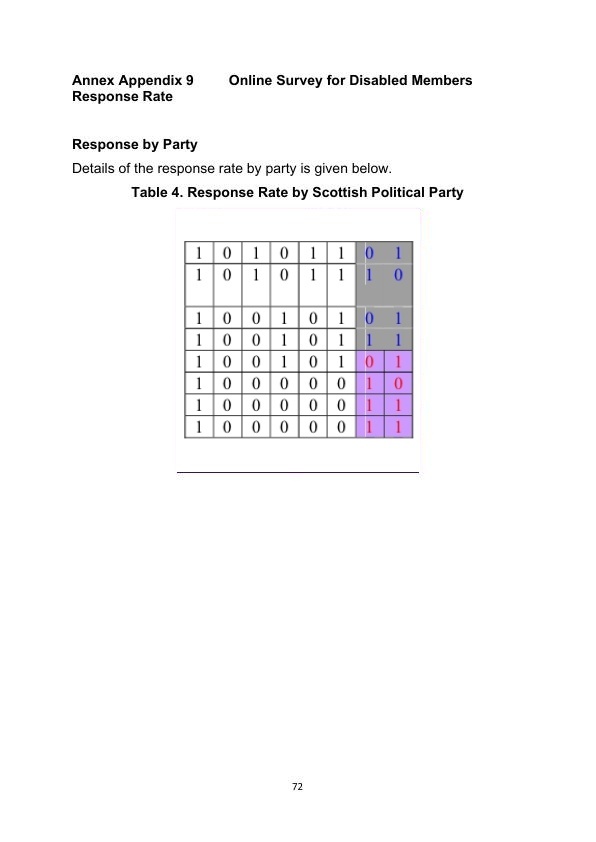 Annex Appendix 9 Online Survey for Disabled Members
Response Rate
Response by Party
Details of the response rate by party is given below.
Table 4. Response Rate by Scottish Political Party
1 0 1 0 1 1 0 1
1 0 1 0 1 1 1 0
1 0 0 1 0 1 0 1
1 0 0 1 0 1 1 1
1 0 0 1 0 1 0 1
1 0 0 0 0 0 1 0
1 0 0 0 0 0 1 1
1 0 0 0 0 0 1 1
72